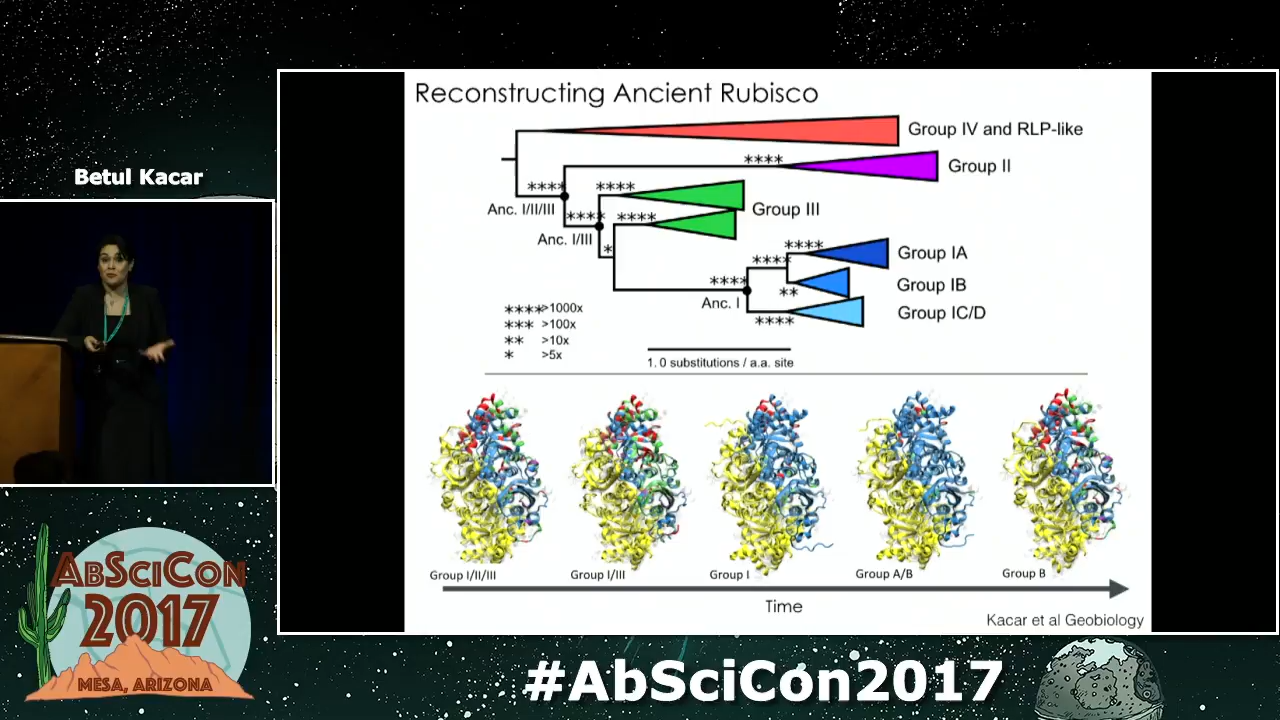 Betul Kacar
Reconstructing Ancient Rubisco
Group IV and RLP-like
**** Group II
**** ****
Anc. I/II/III
**** ****
Group III
Anc. I/III
*
****
Group IA
****
****
Group IB
**
Anc. I
Group IC/D
****
**** >1000x
*** >100x
** >10x
* >5x
1. 0 substitutions / a.a. site
Group I/II/III
Group I/III
Group I
Group A/B
Group B
Time
Kacar et al Geobiology
ABSCICON
2017
MESA, ARIZONA
#AbSciCon2017